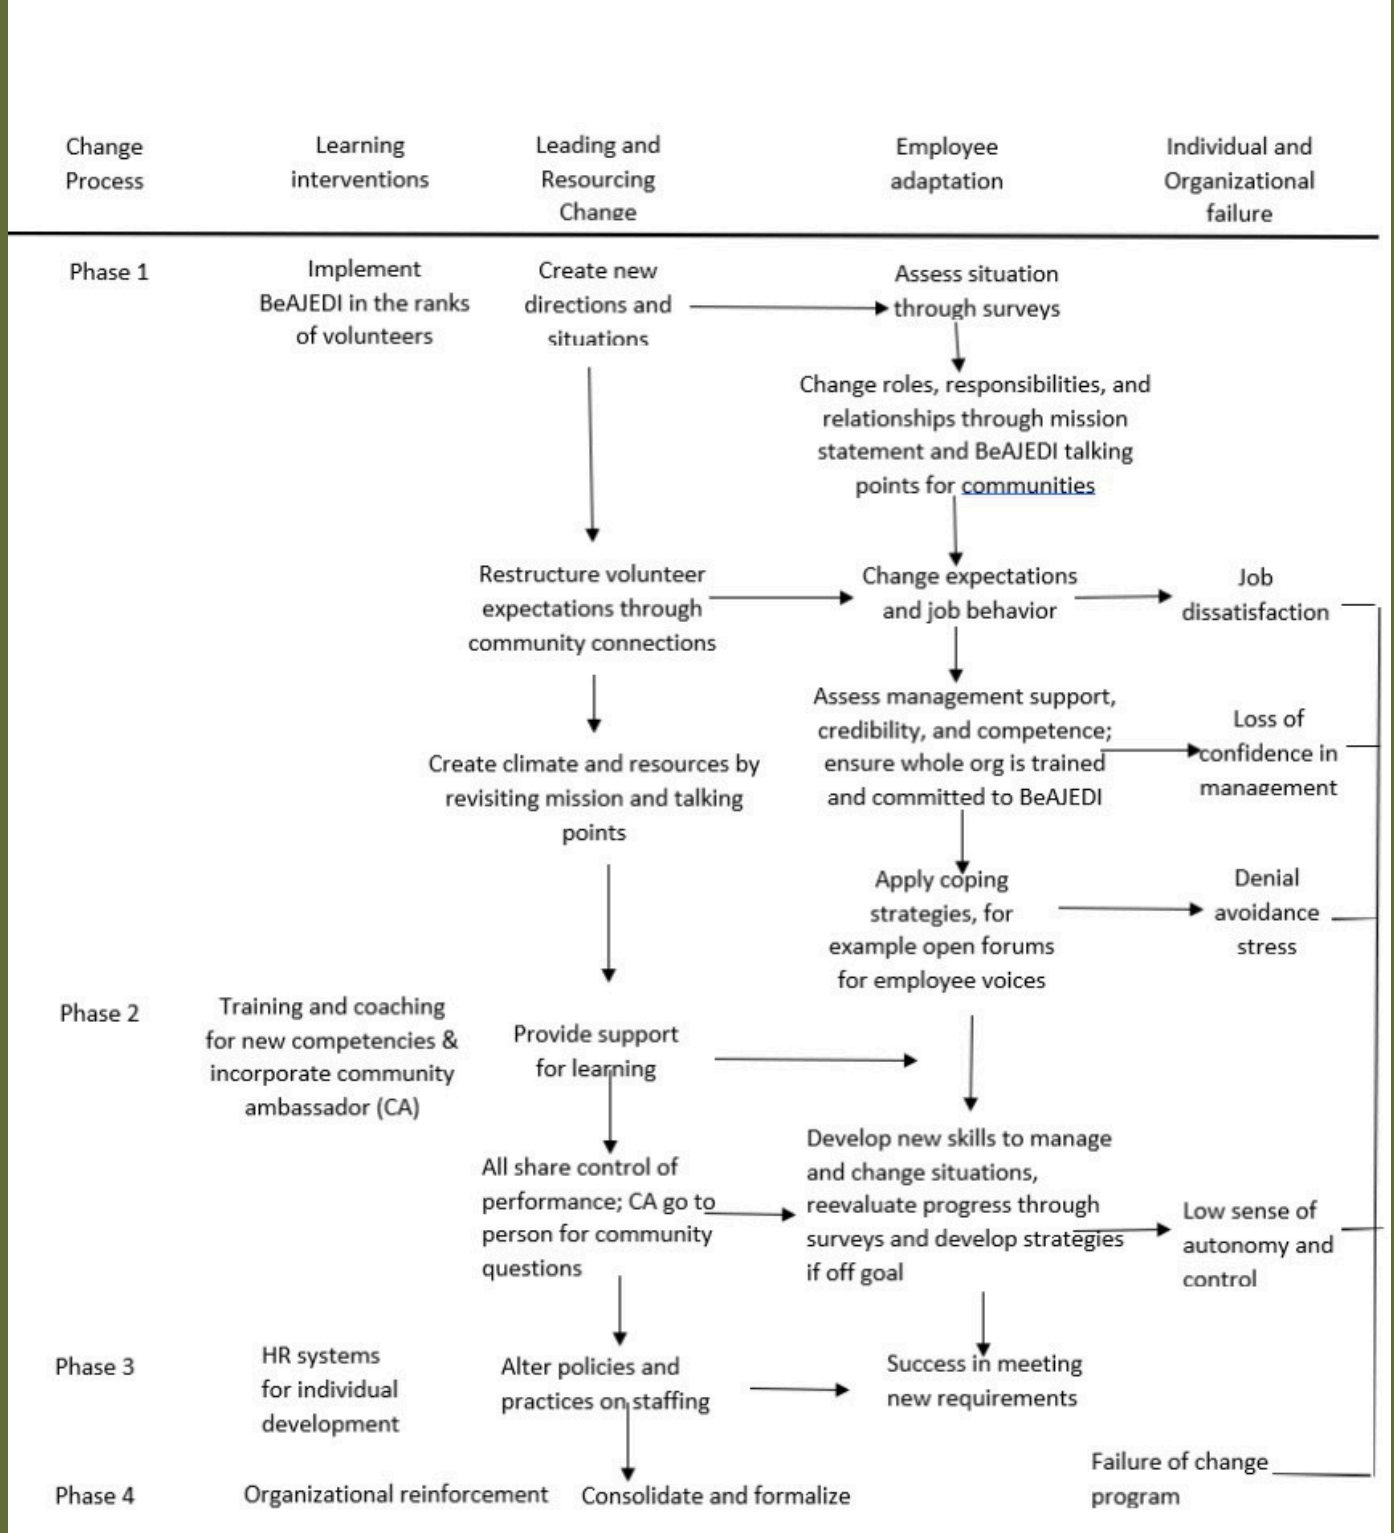 Change
Process
Learning
interventions
Leading and
Resourcing
Change
Employee
adaptation
Individual and
Organizational
failure
Phase 1
Implement
BeAJEDI in the ranks
of volunteers
Create new
directions and
situations
Assess situation
through surveys
Change roles, responsibilities, and
relationships through mission
statement and BeAJEDI talking
points for communities
Restructure volunteer
expectations through
community connections
Change expectations
and job behavior
Job
dissatisfaction
Create climate and resources by
revisiting mission and talking
points
Assess management support,
credibility, and competence;
ensure whole org is trained
and committed to BeAJEDI
Loss of
confidence in
management
Apply coping
strategies, for
example open forums
for employee voices
Denial
avoidance
stress
Phase 2
Training and coaching
for new competencies &
incorporate community
ambassador (CA)
Provide support
for learning
All share control of
performance; CA go to
person for community
questions
Develop new skills to manage
and change situations,
reevaluate progress through
surveys and develop strategies
if off goal
Low sense of
autonomy and
control
Phase 3
HR systems
for individual
development
Alter policies and
practices on staffing
Success in meeting
new requirements
Phase 4
Organizational reinforcement
Consolidate and formalize
Failure of change
program